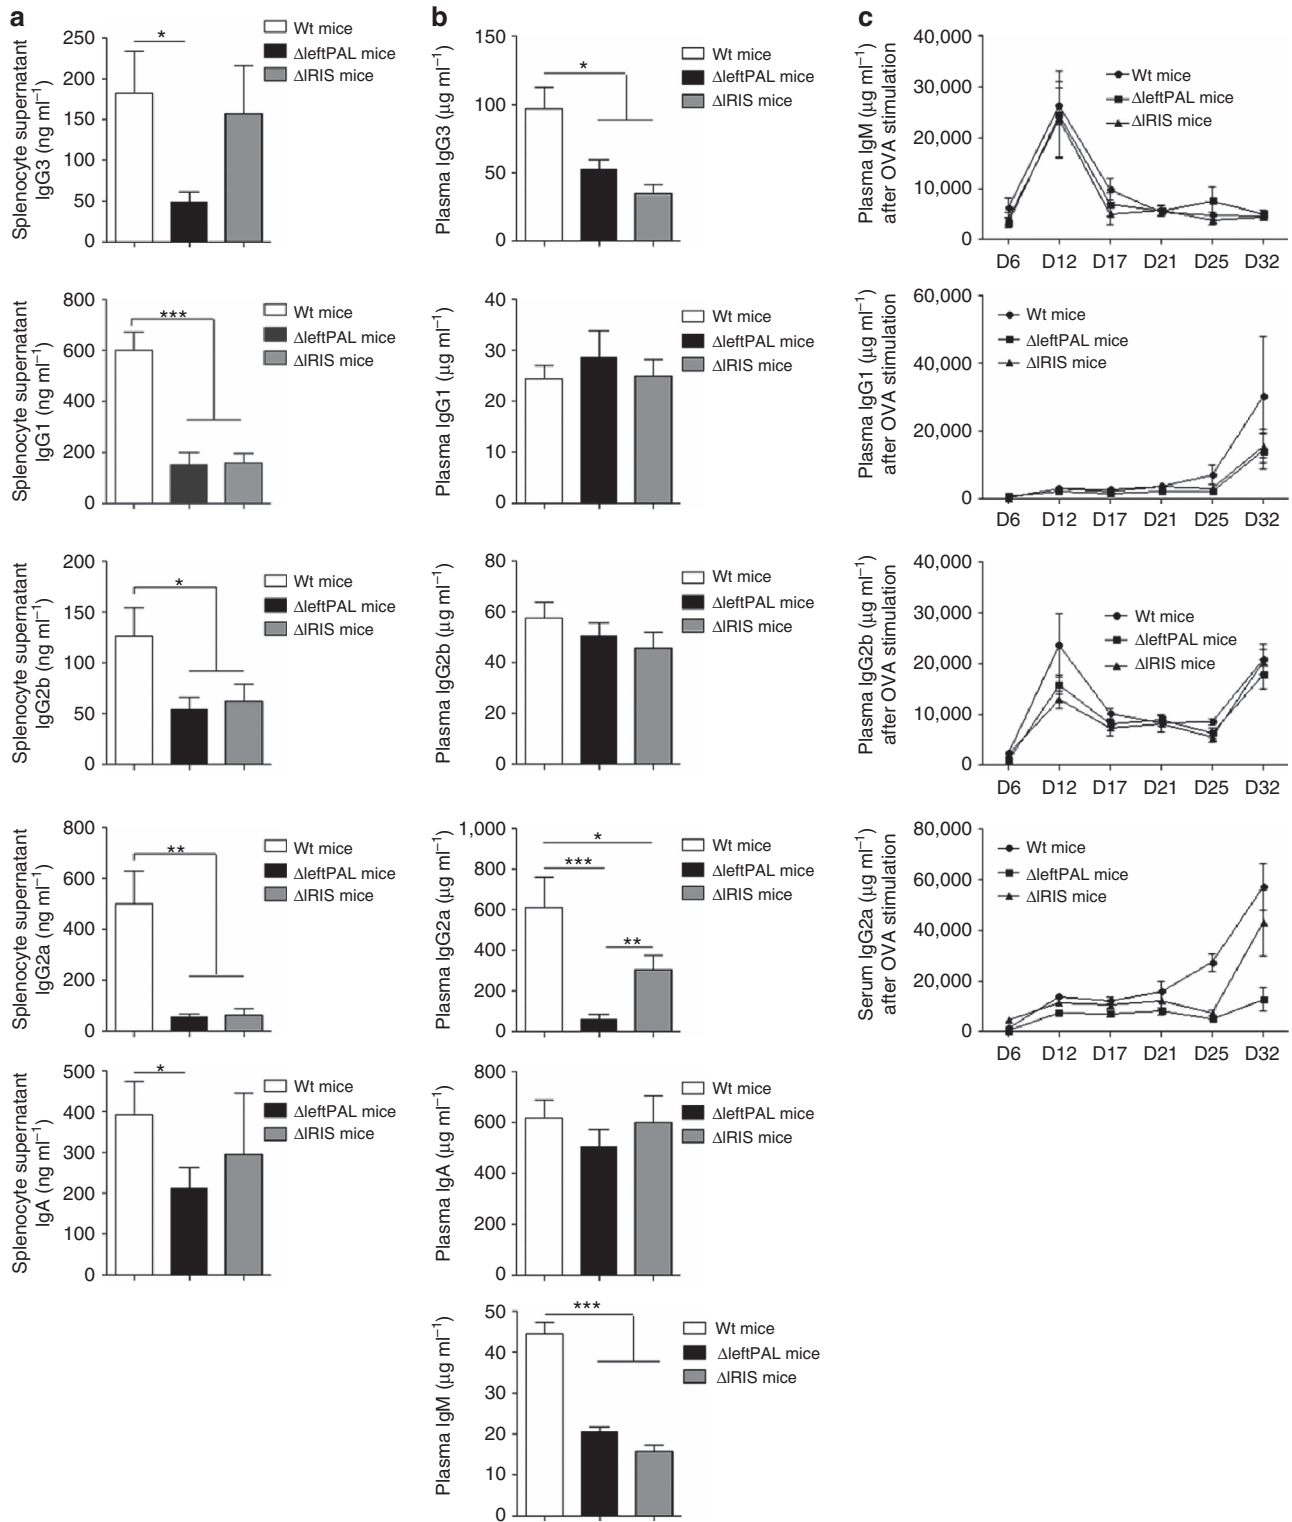 a
Splenocyte supernatant
IgG3 (ng ml⁻¹)
250
200
150
100
50
0
*
Wt mice
ΔleftPAL mice
ΔIRIS mice
Splenocyte supernatant
IgG1 (ng ml⁻¹)
800
600
400
200
0
***
Wt mice
ΔleftPAL mice
ΔIRIS mice
Splenocyte supernatant
IgG2b (ng ml⁻¹)
200
150
100
50
0
*
Wt mice
ΔleftPAL mice
ΔIRIS mice
Splenocyte supernatant
IgG2a (ng ml⁻¹)
800
600
400
200
0
**
Wt mice
ΔleftPAL mice
ΔIRIS mice
Splenocyte supernatant
IgA (ng ml⁻¹)
500
400
300
200
100
0
*
Wt mice
ΔleftPAL mice
ΔIRIS mice
b
Plasma IgG3 (µg ml⁻¹)
150
100
50
0
*
Wt mice
ΔleftPAL mice
ΔIRIS mice
Plasma IgG1 (µg ml⁻¹)
40
30
20
10
0
Wt mice
ΔleftPAL mice
ΔIRIS mice
Plasma IgG2b (µg ml⁻¹)
80
60
40
20
0
Wt mice
ΔleftPAL mice
ΔIRIS mice
Plasma IgG2a (µg ml⁻¹)
1,000
800
600
400
200
0
*
***
**
Wt mice
ΔleftPAL mice
ΔIRIS mice
Plasma IgA (µg ml⁻¹)
800
600
400
200
0
Wt mice
ΔleftPAL mice
ΔIRIS mice
Plasma IgM (µg ml⁻¹)
50
40
30
20
10
0
***
Wt mice
ΔleftPAL mice
ΔIRIS mice
c
Plasma IgM (µg ml⁻¹)
after OVA stimulation
40,000
30,000
20,000
10,000
0
Wt mice
ΔleftPAL mice
ΔIRIS mice
D6 D12 D17 D21 D25 D32
Plasma IgG1 (µg ml⁻¹)
after OVA stimulation
60,000
40,000
20,000
0
Wt mice
ΔleftPAL mice
ΔIRIS mice
D6 D12 D17 D21 D25 D32
Plasma IgG2b (µg ml⁻¹)
after OVA stimulation
40,000
30,000
20,000
10,000
0
Wt mice
ΔleftPAL mice
ΔIRIS mice
D6 D12 D17 D21 D25 D32
Serum IgG2a (µg ml⁻¹)
after OVA stimulation
80,000
60,000
40,000
20,000
0
Wt mice
ΔleftPAL mice
ΔIRIS mice
D6 D12 D17 D21 D25 D32